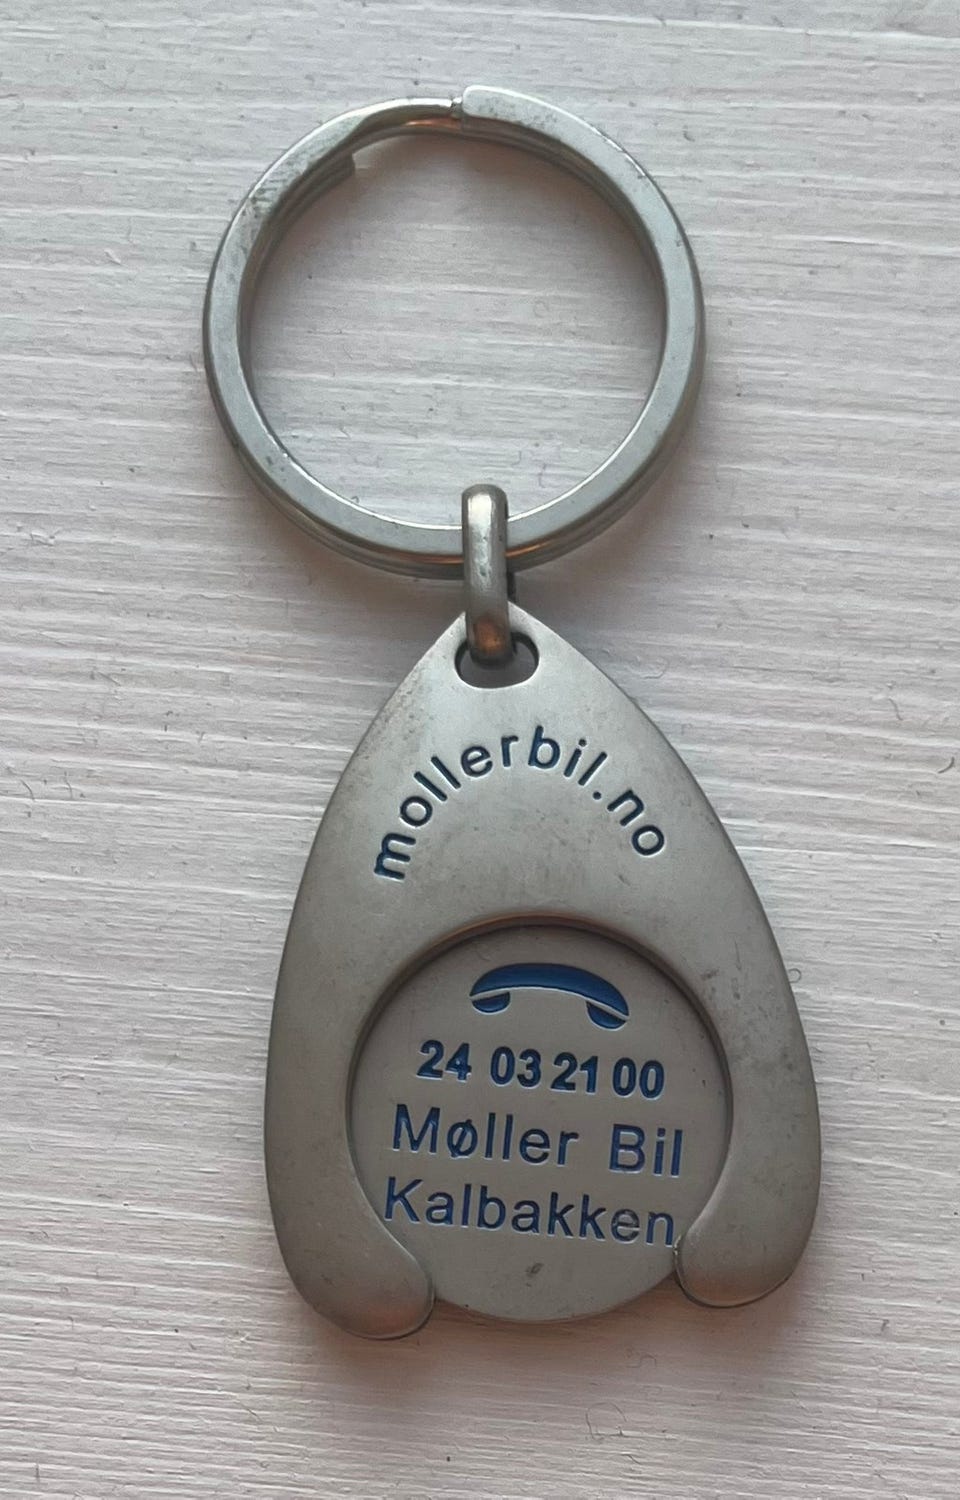 mollerbil.no
24 03 21 00
Møller Bil
Kalbakken